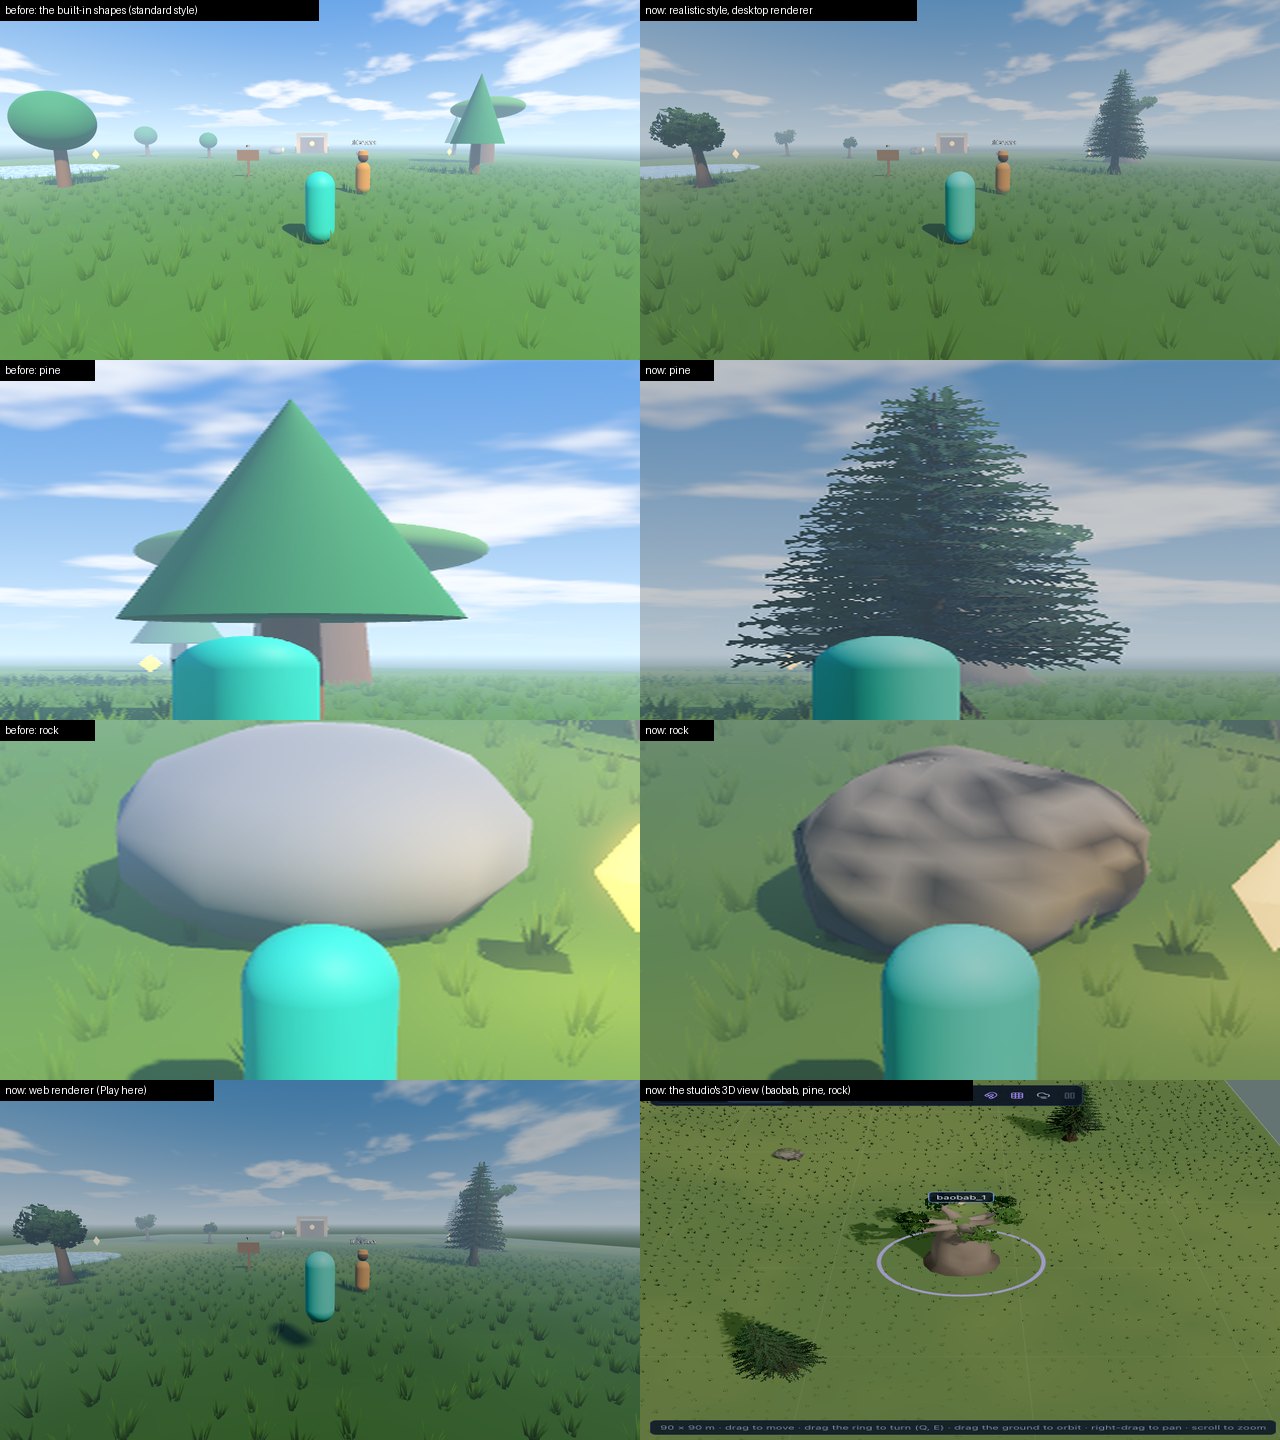 before: the built-in shapes (standard style)
now: realistic style, desktop renderer
before: pine
now: pine
before: rock
now: rock
now: web renderer (Play here)
now: the studio's 3D view (baobab, pine, rock)
baobab_1
90 × 90 m · drag to move · drag the ring to turn (Q, E) · drag the ground to orbit · right-drag to pan · scroll to zoom